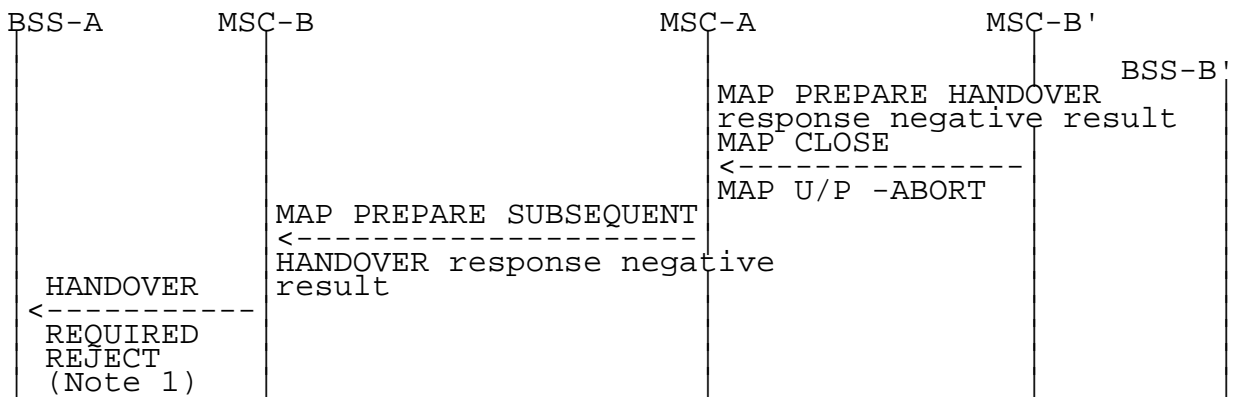 BSS-A MSC-B MSC-A MSC-B'
BSS-B'
MAP PREPARE HANDOVER
response negative result
MAP CLOSE
MAP U/P -ABORT
MAP PREPARE SUBSEQUENT
HANDOVER response negative
result
HANDOVER
REQUIRED
REJECT
(Note 1)